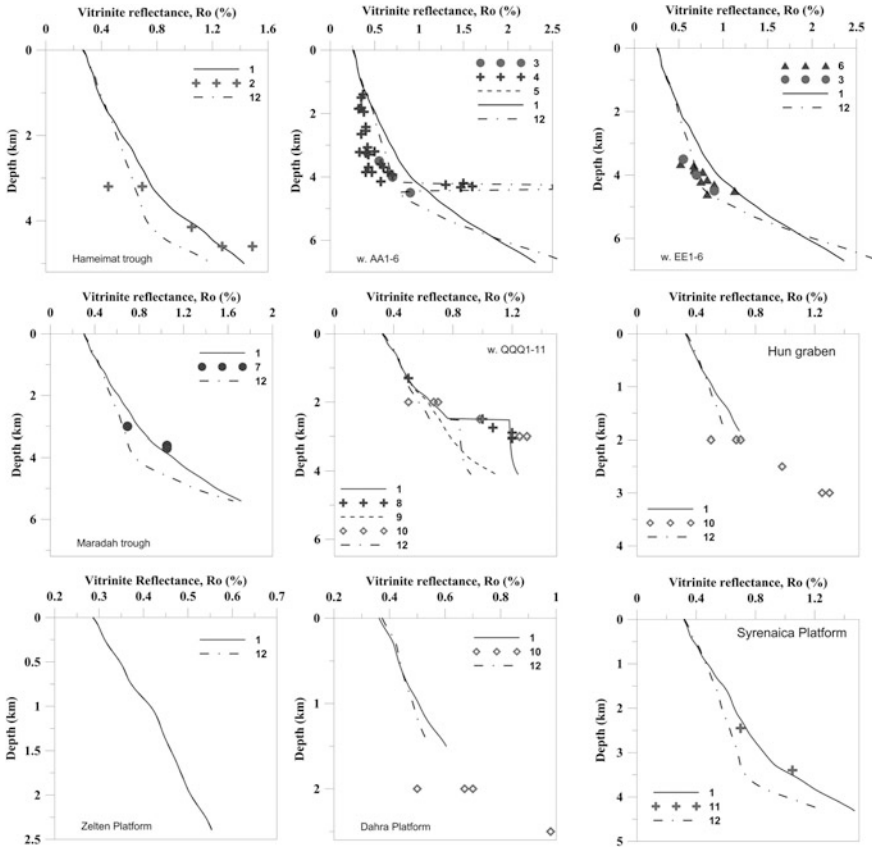 Vitrinite reflectance, Ro (%)
0 0.4 0.8 1.2 1.6
0
2
4
Depth (km)
1
2
12
Hameimat trough
Vitrinite reflectance, Ro (%)
0 0.5 1 1.5 2 2.5
0
2
4
6
Depth (km)
3
4
5
1
12
w. AA1-6
Vitrinite reflectance, Ro (%)
0 0.5 1 1.5 2 2.5
0
2
4
6
Depth (km)
6
3
1
12
w. EE1-6
Vitrinite reflectance, Ro (%)
0 0.4 0.8 1.2 1.6 2
0
2
4
6
Depth (km)
1
7
12
Maradah trough
Vitrinite reflectance, Ro (%)
0 0.4 0.8 1.2
0
2
4
6
Depth (km)
w. QQQ1-11
1
8
9
10
12
Vitrinite reflectance, Ro (%)
0 0.4 0.8 1.2
0
1
2
3
4
Depth (km)
Hun graben
1
10
12
Vitrinite Reflectance, Ro (%)
0.2 0.3 0.4 0.5 0.6 0.7
0
0.5
1
1.5
2
2.5
Depth (km)
1
12
Zelten Platform
Vitrinite reflectance, Ro (%)
0.2 0.4 0.6 0.8 1
0
1
2
Depth (km)
1
10
12
Dahra Platform
Vitrinite reflectance, Ro (%)
0 0.4 0.8 1.2
0
1
2
3
4
5
Depth (km)
Syrenaica Platform
1
11
12